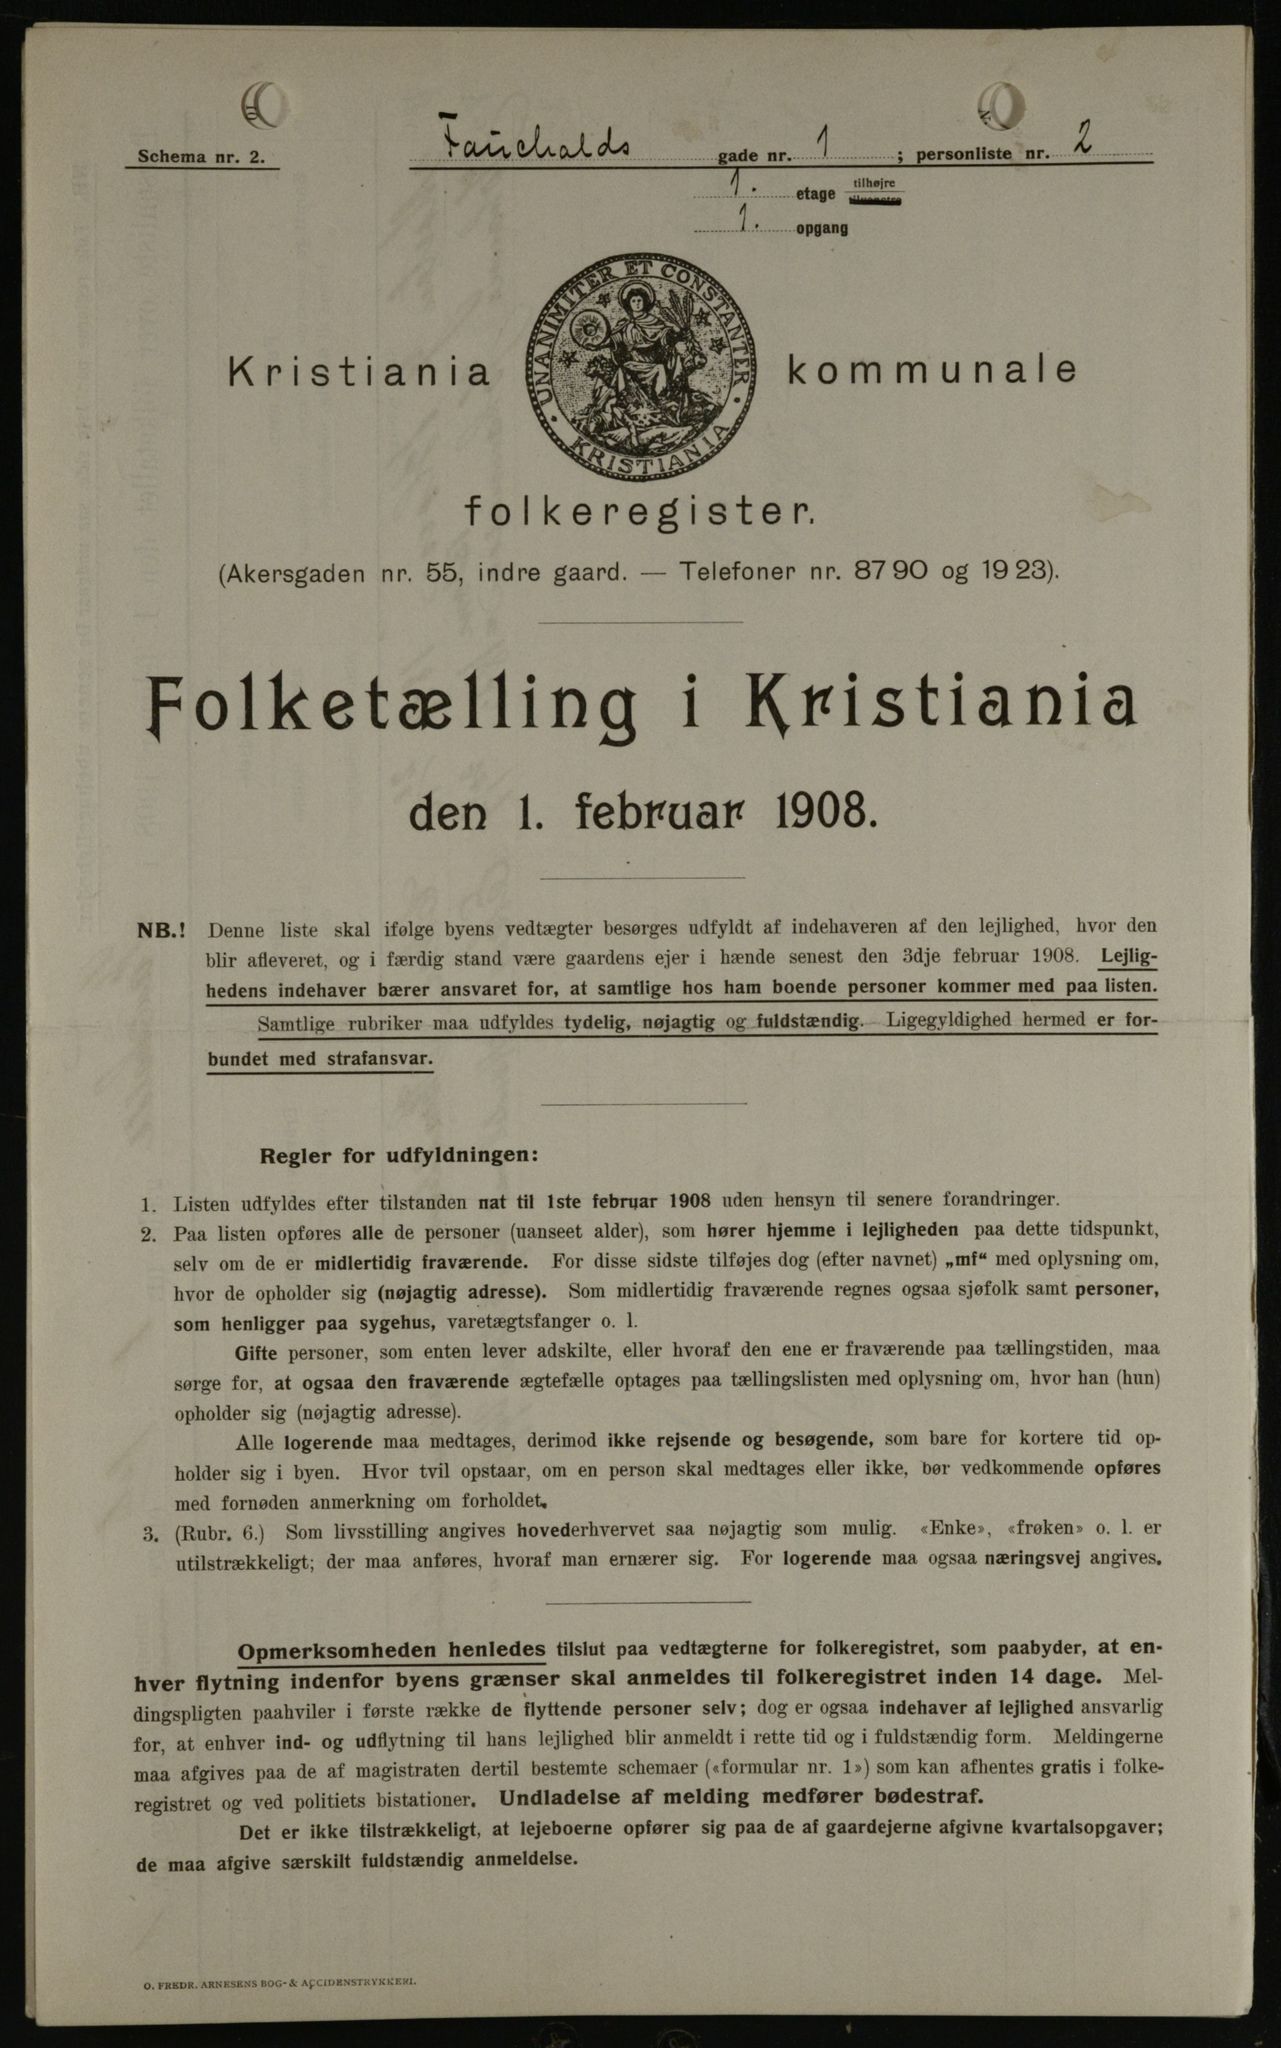 Schema nr. 2.
Fauchalds gade nr. 1 ; personliste nr. 2
1. etage tilhøjre tilvenstre
1. opgang
UNANIMITER ET CONSTANTER
KRISTIANIA
Kristiania kommunale
folkeregister.
(Akersgaden nr. 55, indre gaard. — Telefoner nr. 87 90 og 19 23).
Folketælling i Kristiania
den 1. februar 1908.
NB.! Denne liste skal ifølge byens vedtægter besørges udfyldt af indehaveren af den lejlighed, hvor den
blir afleveret, og i færdig stand være gaardens ejer i hænde senest den 3dje februar 1908. Lejlig-
hedens indehaver bærer ansvaret for, at samtlige hos ham boende personer kommer med paa listen.
Samtlige rubriker maa udfyldes tydelig, nøjagtig og fuldstændig. Ligegyldighed hermed er for-
bundet med strafansvar.
Regler for udfyldningen:
1. Listen udfyldes efter tilstanden nat til 1ste februar 1908 uden hensyn til senere forandringer.
2. Paa listen opføres alle de personer (uanseet alder), som hører hjemme i lejligheden paa dette tidspunkt,
selv om de er midlertidig fraværende. For disse sidste tilføjes dog (efter navnet) „mf“ med oplysning om,
hvor de opholder sig (nøjagtig adresse). Som midlertidig fraværende regnes ogsaa sjøfolk samt personer,
som henligger paa sygehus, varetægtsfanger o. l.
Gifte personer, som enten lever adskilte, eller hvoraf den ene er fraværende paa tællingstiden, maa
sørge for, at ogsaa den fraværende ægtefælle optages paa tællingslisten med oplysning om, hvor han (hun)
opholder sig (nøjagtig adresse).
Alle logerende maa medtages, derimod ikke rejsende og besøgende, som bare for kortere tid op-
holder sig i byen. Hvor tvil opstaar, om en person skal medtages eller ikke, bør vedkommende opføres
med fornøden anmerkning om forholdet.
3. (Rubr. 6.) Som livsstilling angives hovederhvervet saa nøjagtig som mulig. «Enke», «frøken» o. l. er
utilstrækkeligt; der maa anføres, hvoraf man ernærer sig. For logerende maa ogsaa næringsvej angives.
Opmerksomheden henledes tilslut paa vedtægterne for folkeregistret, som paabyder, at en-
hver flytning indenfor byens grænser skal anmeldes til folkeregistret inden 14 dage. Mel-
dingspligten paahviler i første række de flyttende personer selv; dog er ogsaa indehaver af lejlighed ansvarlig
for, at enhver ind- og udflytning til hans lejlighed blir anmeldt i rette tid og i fuldstændig form. Meldingerne
maa afgives paa de af magistraten dertil bestemte schemaer («formular nr. 1») som kan afhentes gratis i folke-
registret og ved politiets bistationer. Undladelse af melding medfører bødestraf.
Det er ikke tilstrækkeligt, at lejeboerne opfører sig paa de af gaardejerne afgivne kvartalsopgaver;
de maa afgive særskilt fuldstændig anmeldelse.
O. FREDR. ARNESENS BOG- & ACCIDENSTRYKKERI.